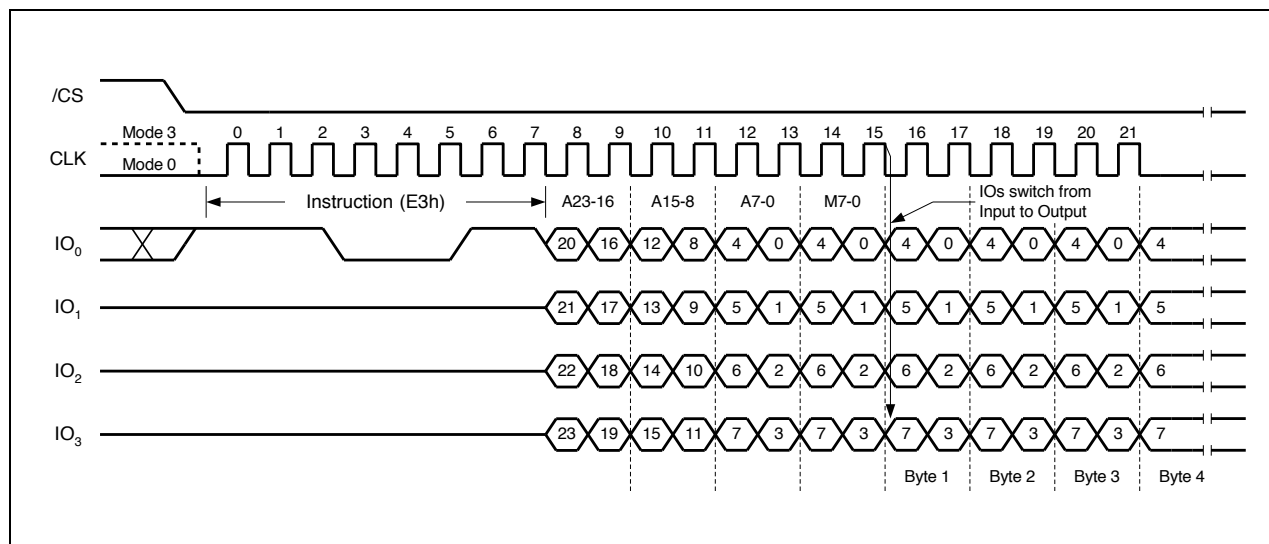 /CS
Mode 3
0 1 2 3 4 5 6 7 8 9 10 11 12 13 14 15 16 17 18 19 20 21
CLK
Mode 0
Instruction (E3h) A23-16 A15-8 A7-0 M7-0
IOs switch from
Input to Output
IO0 20 16 12 8 4 0 4 0 4 0 4 0 4 0 4
IO1 21 17 13 9 5 1 5 1 5 1 5 1 5 1 5
IO2 22 18 14 10 6 2 6 2 6 2 6 2 6 2 6
IO3 23 19 15 11 7 3 7 3 7 3 7 3 7 3 7
Byte 1 Byte 2 Byte 3 Byte 4